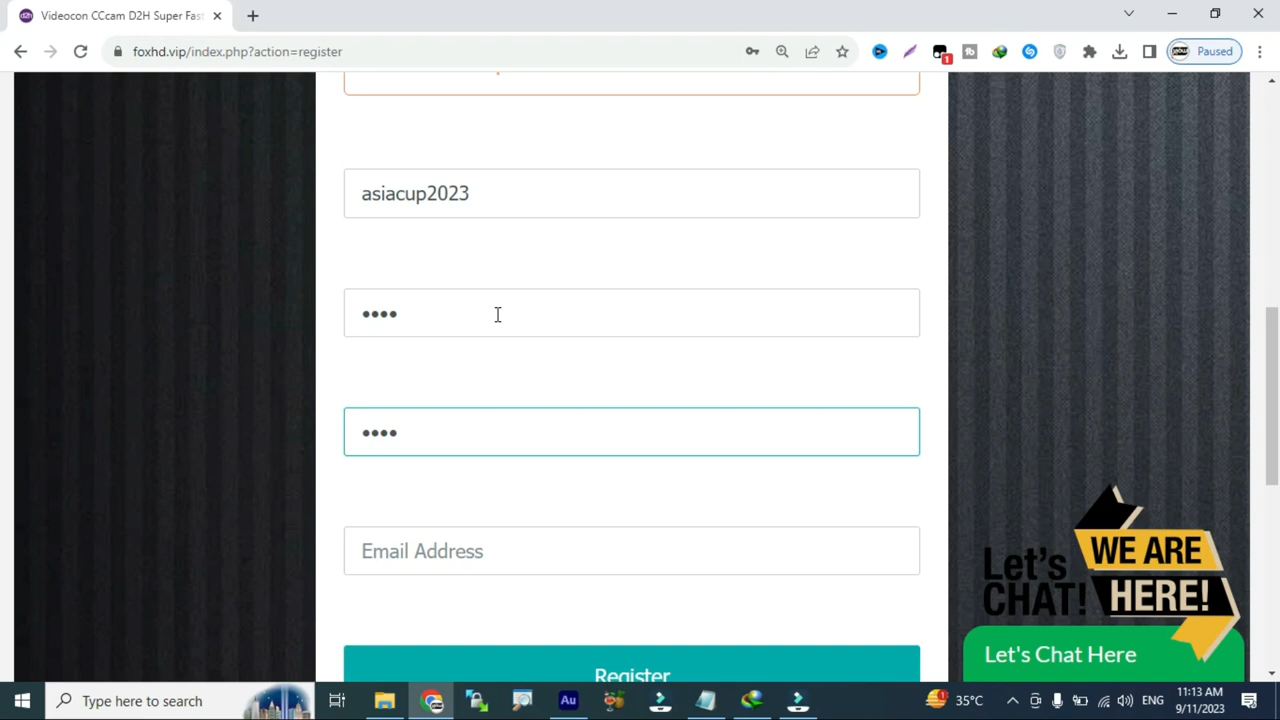 Videocon CCcam D2H Super Fast
foxhd.vip/index.php?action=register
Paused
1
asiacup2023
••••
••••
Email Address
Register
Let's CHAT!
WE ARE HERE!
Let's Chat Here
Type here to search
35°C
ENG
11:13 AM
9/11/2023